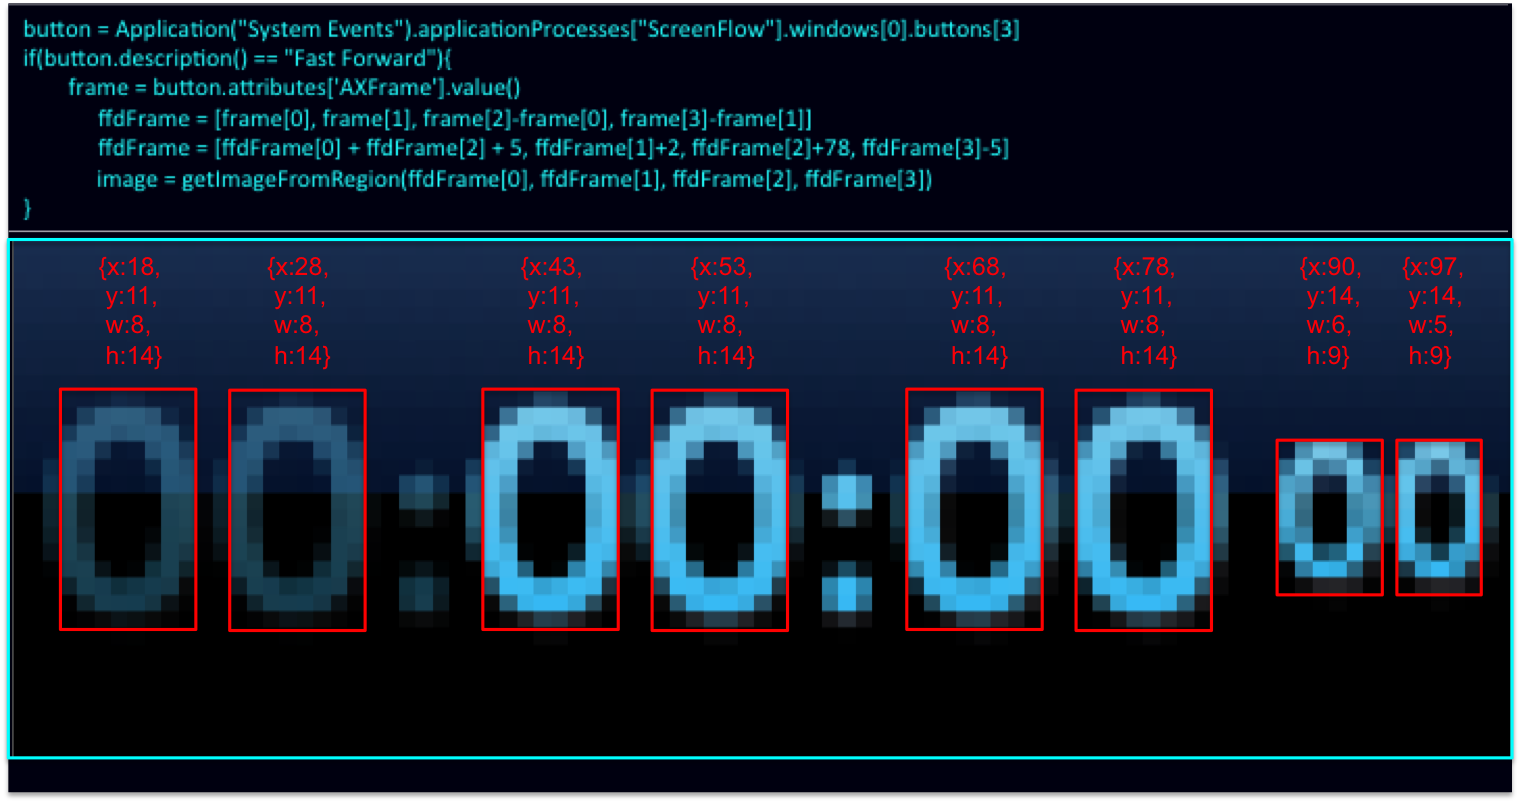 button = Application("System Events").applicationProcesses["ScreenFlow"].windows[0].buttons[3]
if(button.description() == "Fast Forward"){
frame = button.attributes['AXFrame'].value()
ffdFrame = [frame[0], frame[1], frame[2]-frame[0], frame[3]-frame[1]]
ffdFrame = [ffdFrame[0] + ffdFrame[2] + 5, ffdFrame[1]+2, ffdFrame[2]+78, ffdFrame[3]-5]
image = getImageFromRegion(ffdFrame[0], ffdFrame[1], ffdFrame[2], ffdFrame[3])
}
{x:18, {x:28, {x:43, {x:53, {x:68, {x:78, {x:90, {x:97,
y:11, y:11, y:11, y:11, y:11, y:11, y:14, y:14,
w:8, w:8, w:8, w:8, w:8, w:8, w:6, w:5,
h:14} h:14} h:14} h:14} h:14} h:14} h:9} h:9}
00:00:00 00